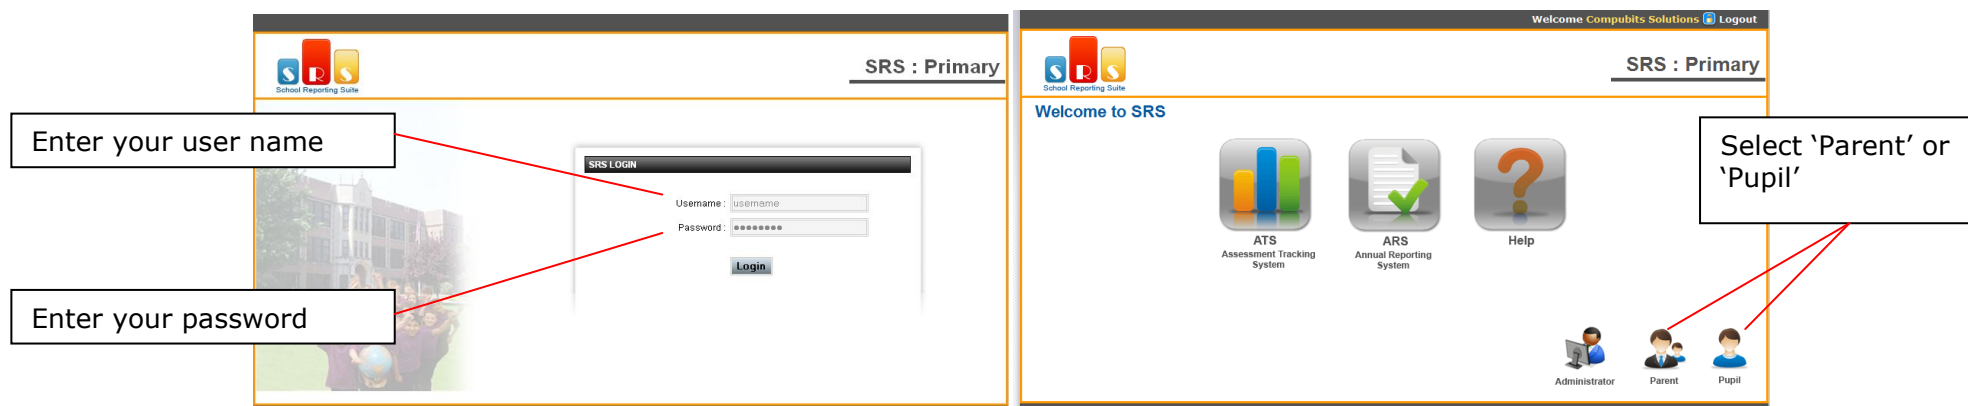 Enter your user name
Enter your password
S R S
School Reporting Suite
SRS : Primary
SRS LOGIN
Username : username
Password : ●●●●●●●●
Login
Welcome Compubits Solutions Logout
S R S
School Reporting Suite
SRS : Primary
Welcome to SRS
ATS
Assessment Tracking
System
ARS
Annual Reporting
System
?
Help
Select ‘Parent’ or
‘Pupil’
Administrator
Parent
Pupil